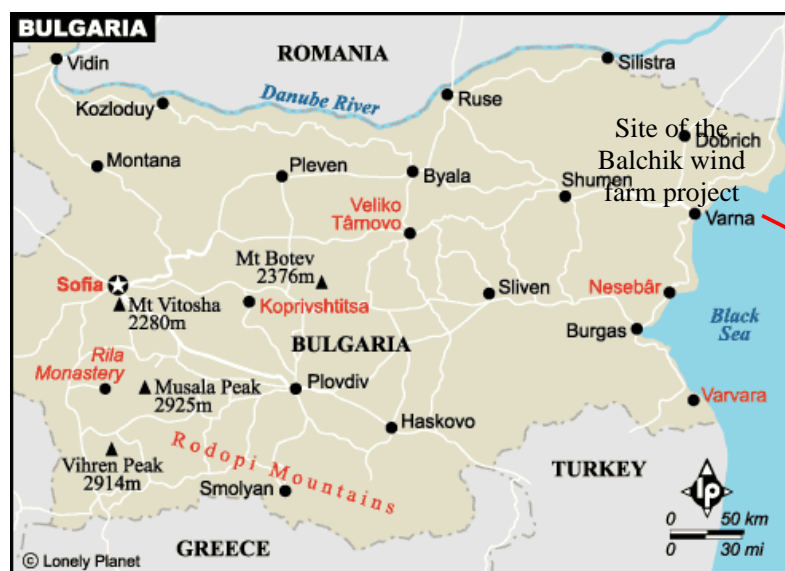 BULGARIA
ROMANIA
Vidin
Silistra
Danube River
Kozloduy
Ruse
Site of the
Balchik wind
farm project
Dobrich
Montana
Pleven
Byala
Shumen
Veliko
Târnovo
Varna
Mt Botev
2376m
Sofia
Mt Vitosha
2280m
Koprivshtitsa
Sliven
Nesebâr
Burgas
Black
Sea
BULGARIA
Rila
Monastery
Musala Peak
2925m
Plovdiv
Varvara
Haskovo
Rodopi Mountains
Vihren Peak
2914m
Smolyan
TURKEY
lp
0 50 km
0 30 mi
GREECE
© Lonely Planet